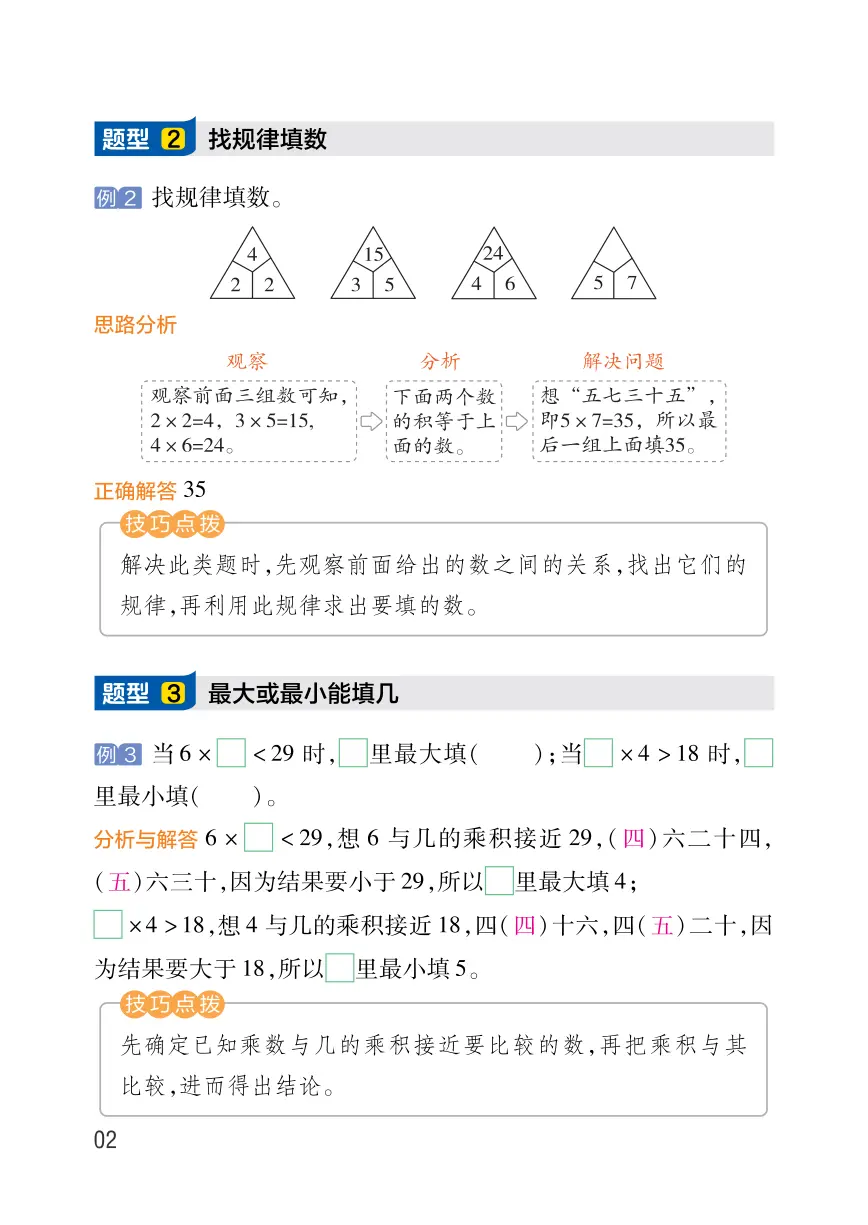 题型 2 找规律填数
例 2 找规律填数。
4 15 24
2 2 3 5 4 6 5 7
思路分析
观察 分析 解决问题
观察前面三组数可知，
2×2=4，3×5=15,
4×6=24。
下面两个数
的积等于上
面的数。
想“五七三十五”，
即5×7=35，所以最
后一组上面填35。
正确解答 35
技巧点拨
解决此类题时,先观察前面给出的数之间的关系,找出它们的
规律,再利用此规律求出要填的数。
题型 3 最大或最小能填几
例 3 当 6 × □ < 29 时, □ 里最大填( );当 □ × 4 > 18 时, □
里最小填( )。
分析与解答 6 × □ < 29,想 6 与几的乘积接近 29,(四)六二十四,
(五)六三十,因为结果要小于 29,所以 □ 里最大填 4;
□ ×4 >18,想 4 与几的乘积接近 18,四(四)十六,四(五)二十,因
为结果要大于 18,所以 □ 里最小填 5。
技巧点拨
先确定已知乘数与几的乘积接近要比较的数,再把乘积与其
比较,进而得出结论。
02